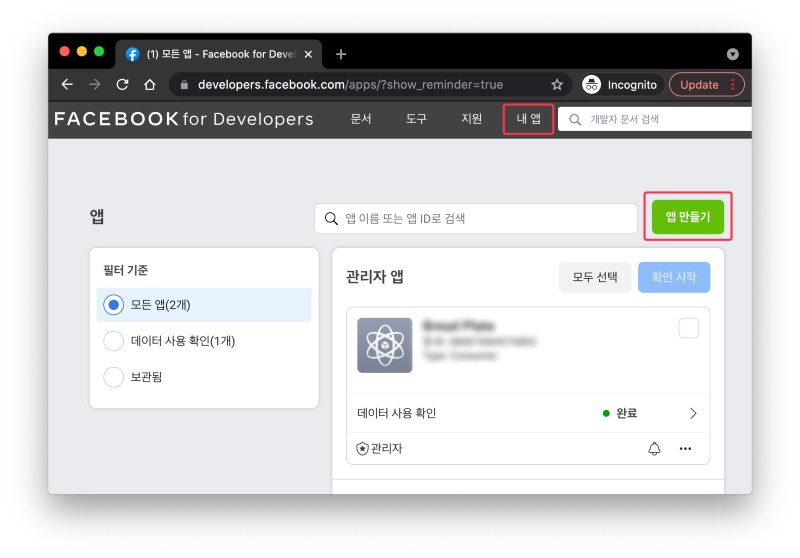 (1) 모든 앱 - Facebook for Deve
developers.facebook.com/apps/?show_reminder=true
Incognito
Update
FACEBOOK for Developers
문서
도구
지원
내 앱
개발자 문서 검색
앱
앱 이름 또는 앱 ID로 검색
앱 만들기
필터 기준
모든 앱(2개)
데이터 사용 확인(1개)
보관됨
관리자 앱
모두 선택
확인 시작
데이터 사용 확인
완료
관리자